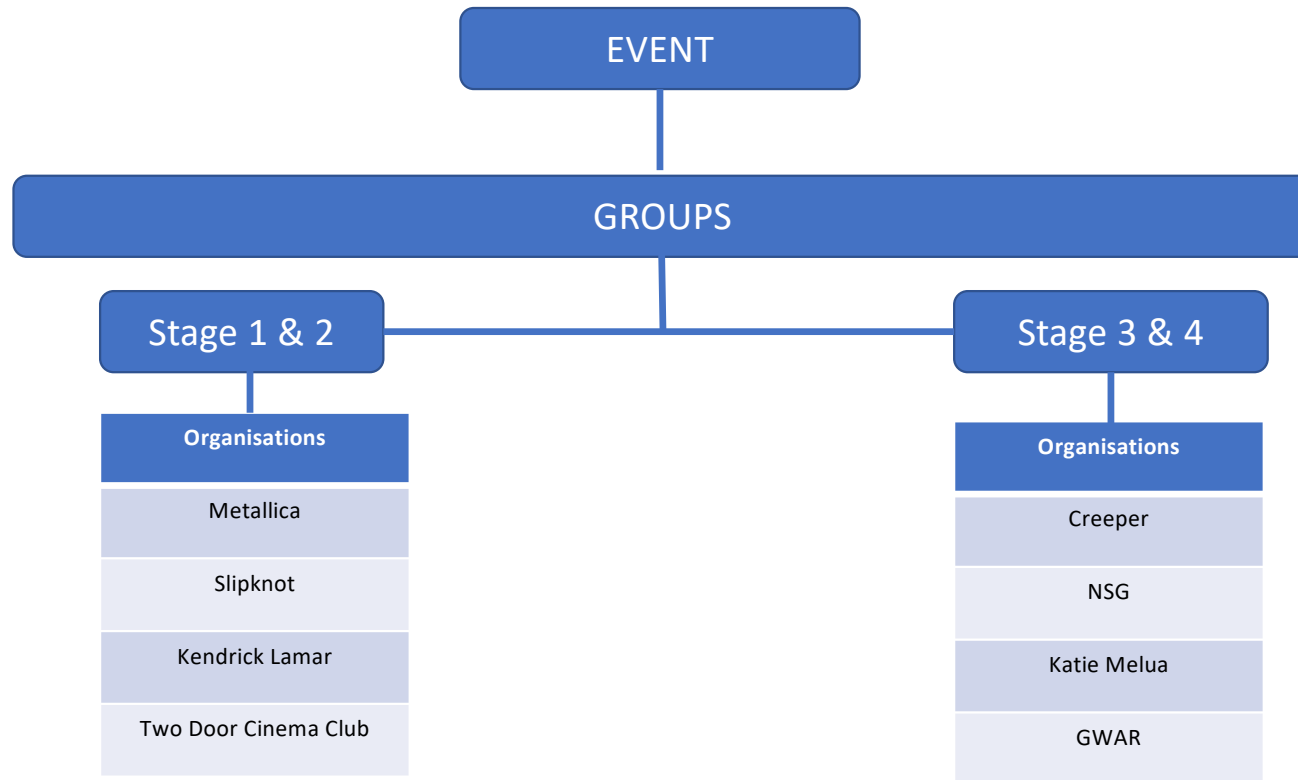 EVENT
GROUPS
Stage 1 & 2
Stage 3 & 4
Organisations
Metallica
Slipknot
Kendrick Lamar
Two Door Cinema Club
Organisations
Creeper
NSG
Katie Melua
GWAR